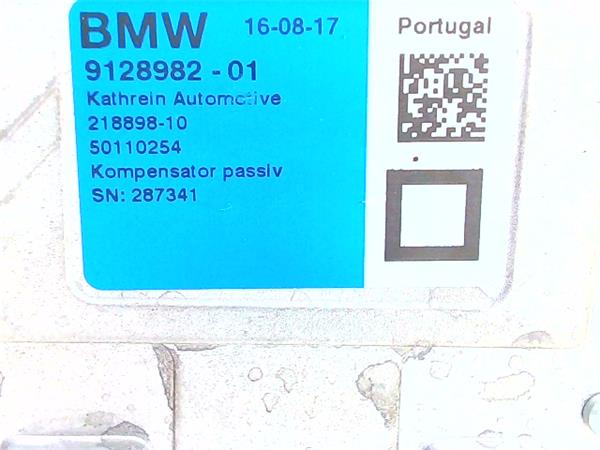 BMW 16-08-17 Portugal
9128982 - 01
Kathrein Automotive
218898-10
50110254
Kompensator passiv
SN: 287341